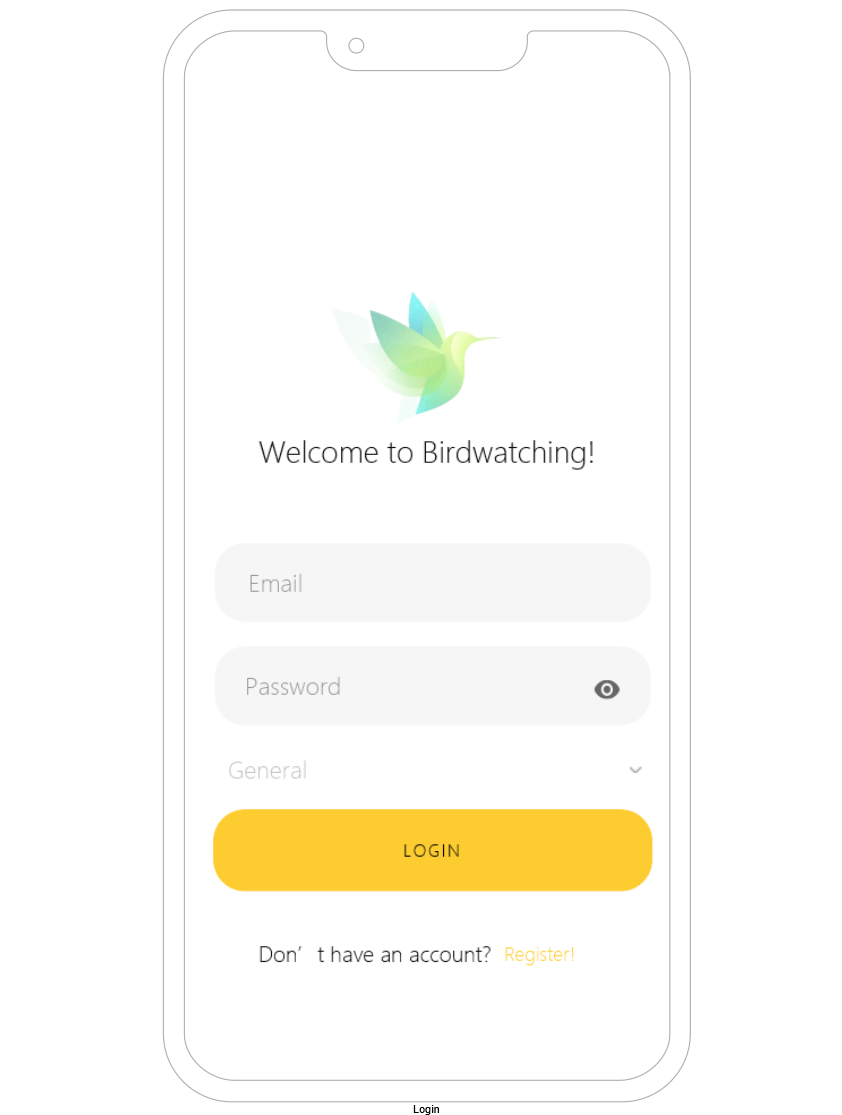 Welcome to Birdwatching!
Email
Password
General
LOGIN
Don’ t have an account? Register!
Login